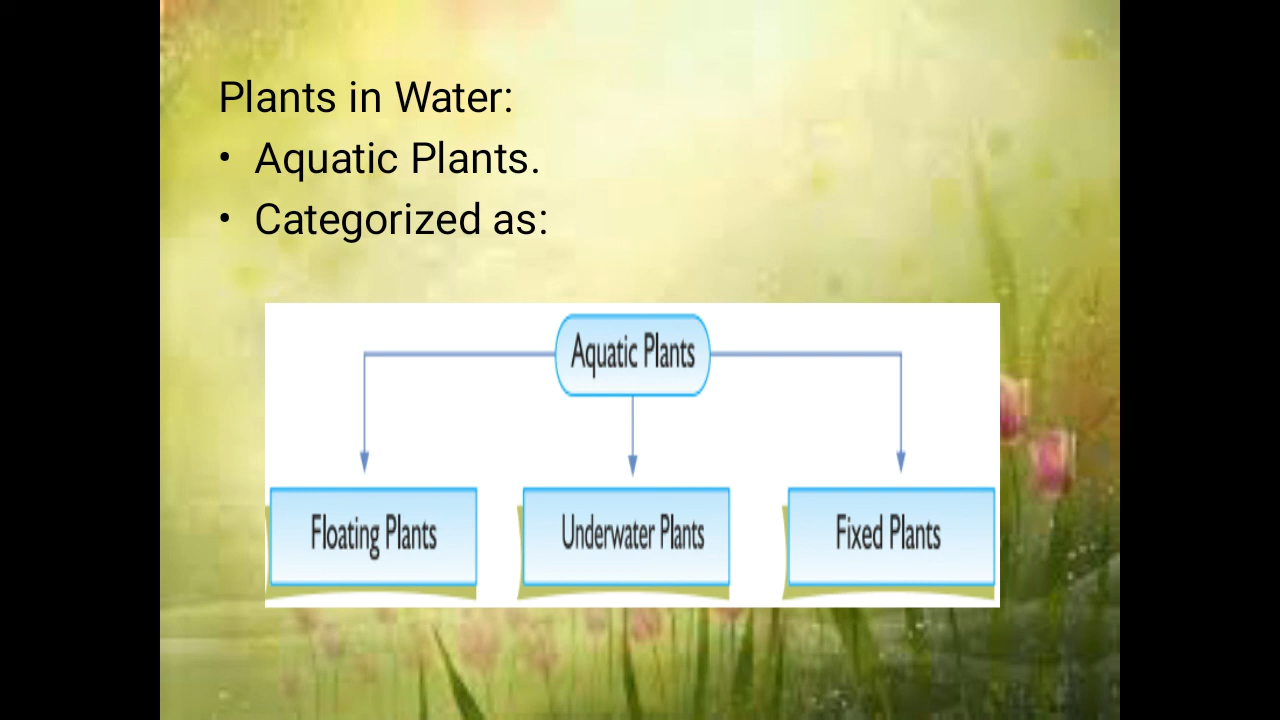 Plants in Water:
• Aquatic Plants.
• Categorized as:
Aquatic Plants
Floating Plants
Underwater Plants
Fixed Plants